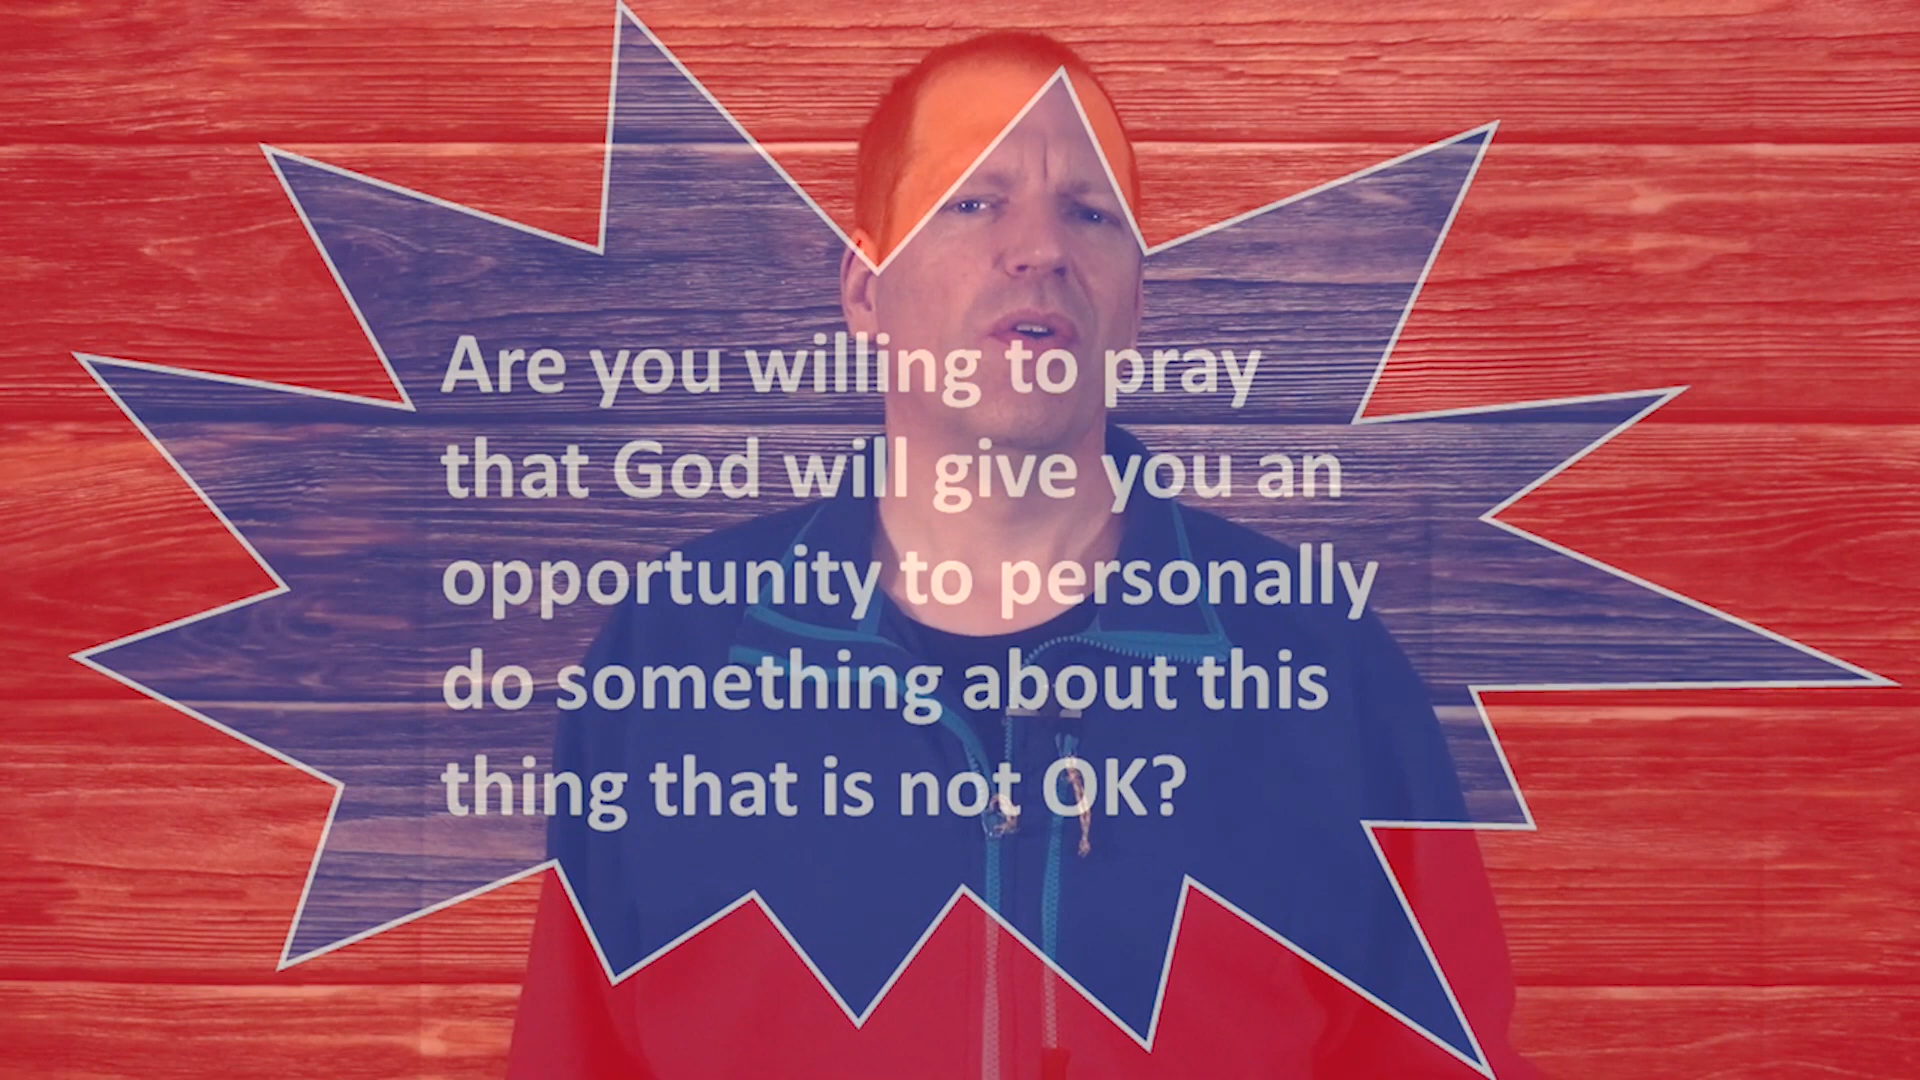 Are you willing to pray
that God will give you an
opportunity to personally
do something about this
thing that is not OK?